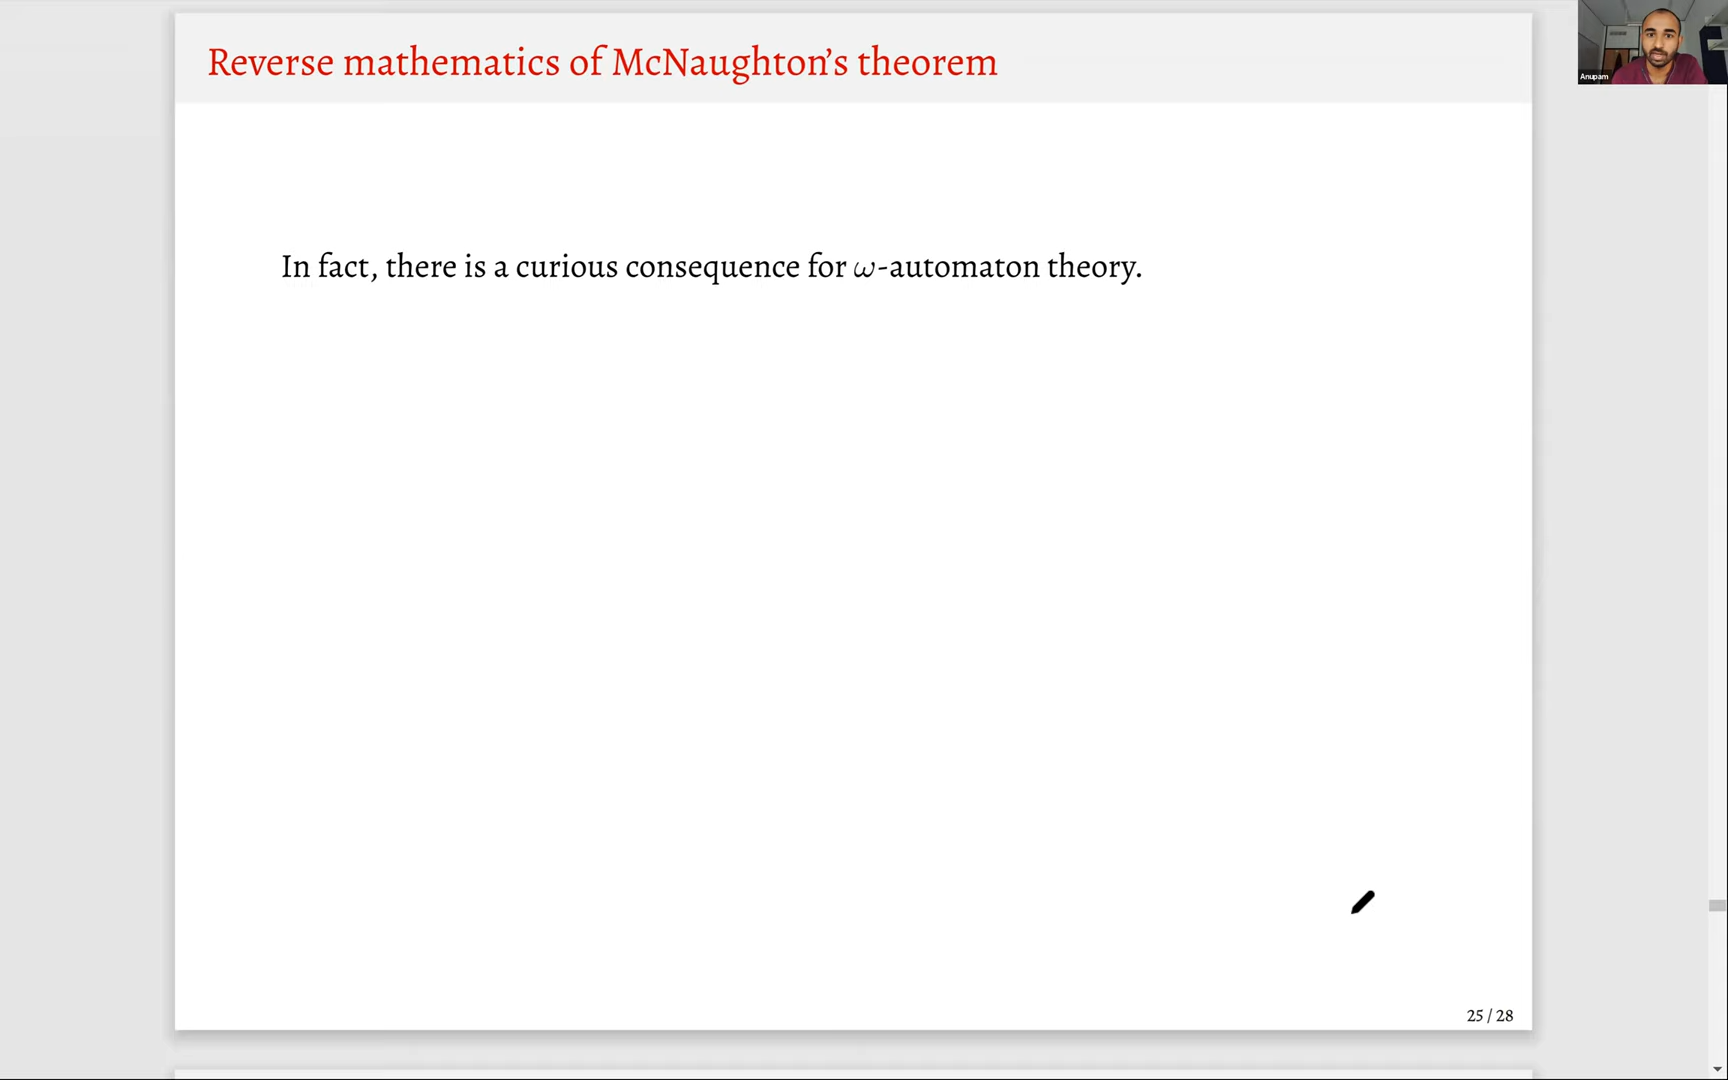 Reverse mathematics of McNaughton’s theorem
Anupam
In fact, there is a curious consequence for ω-automaton theory.
25 / 28